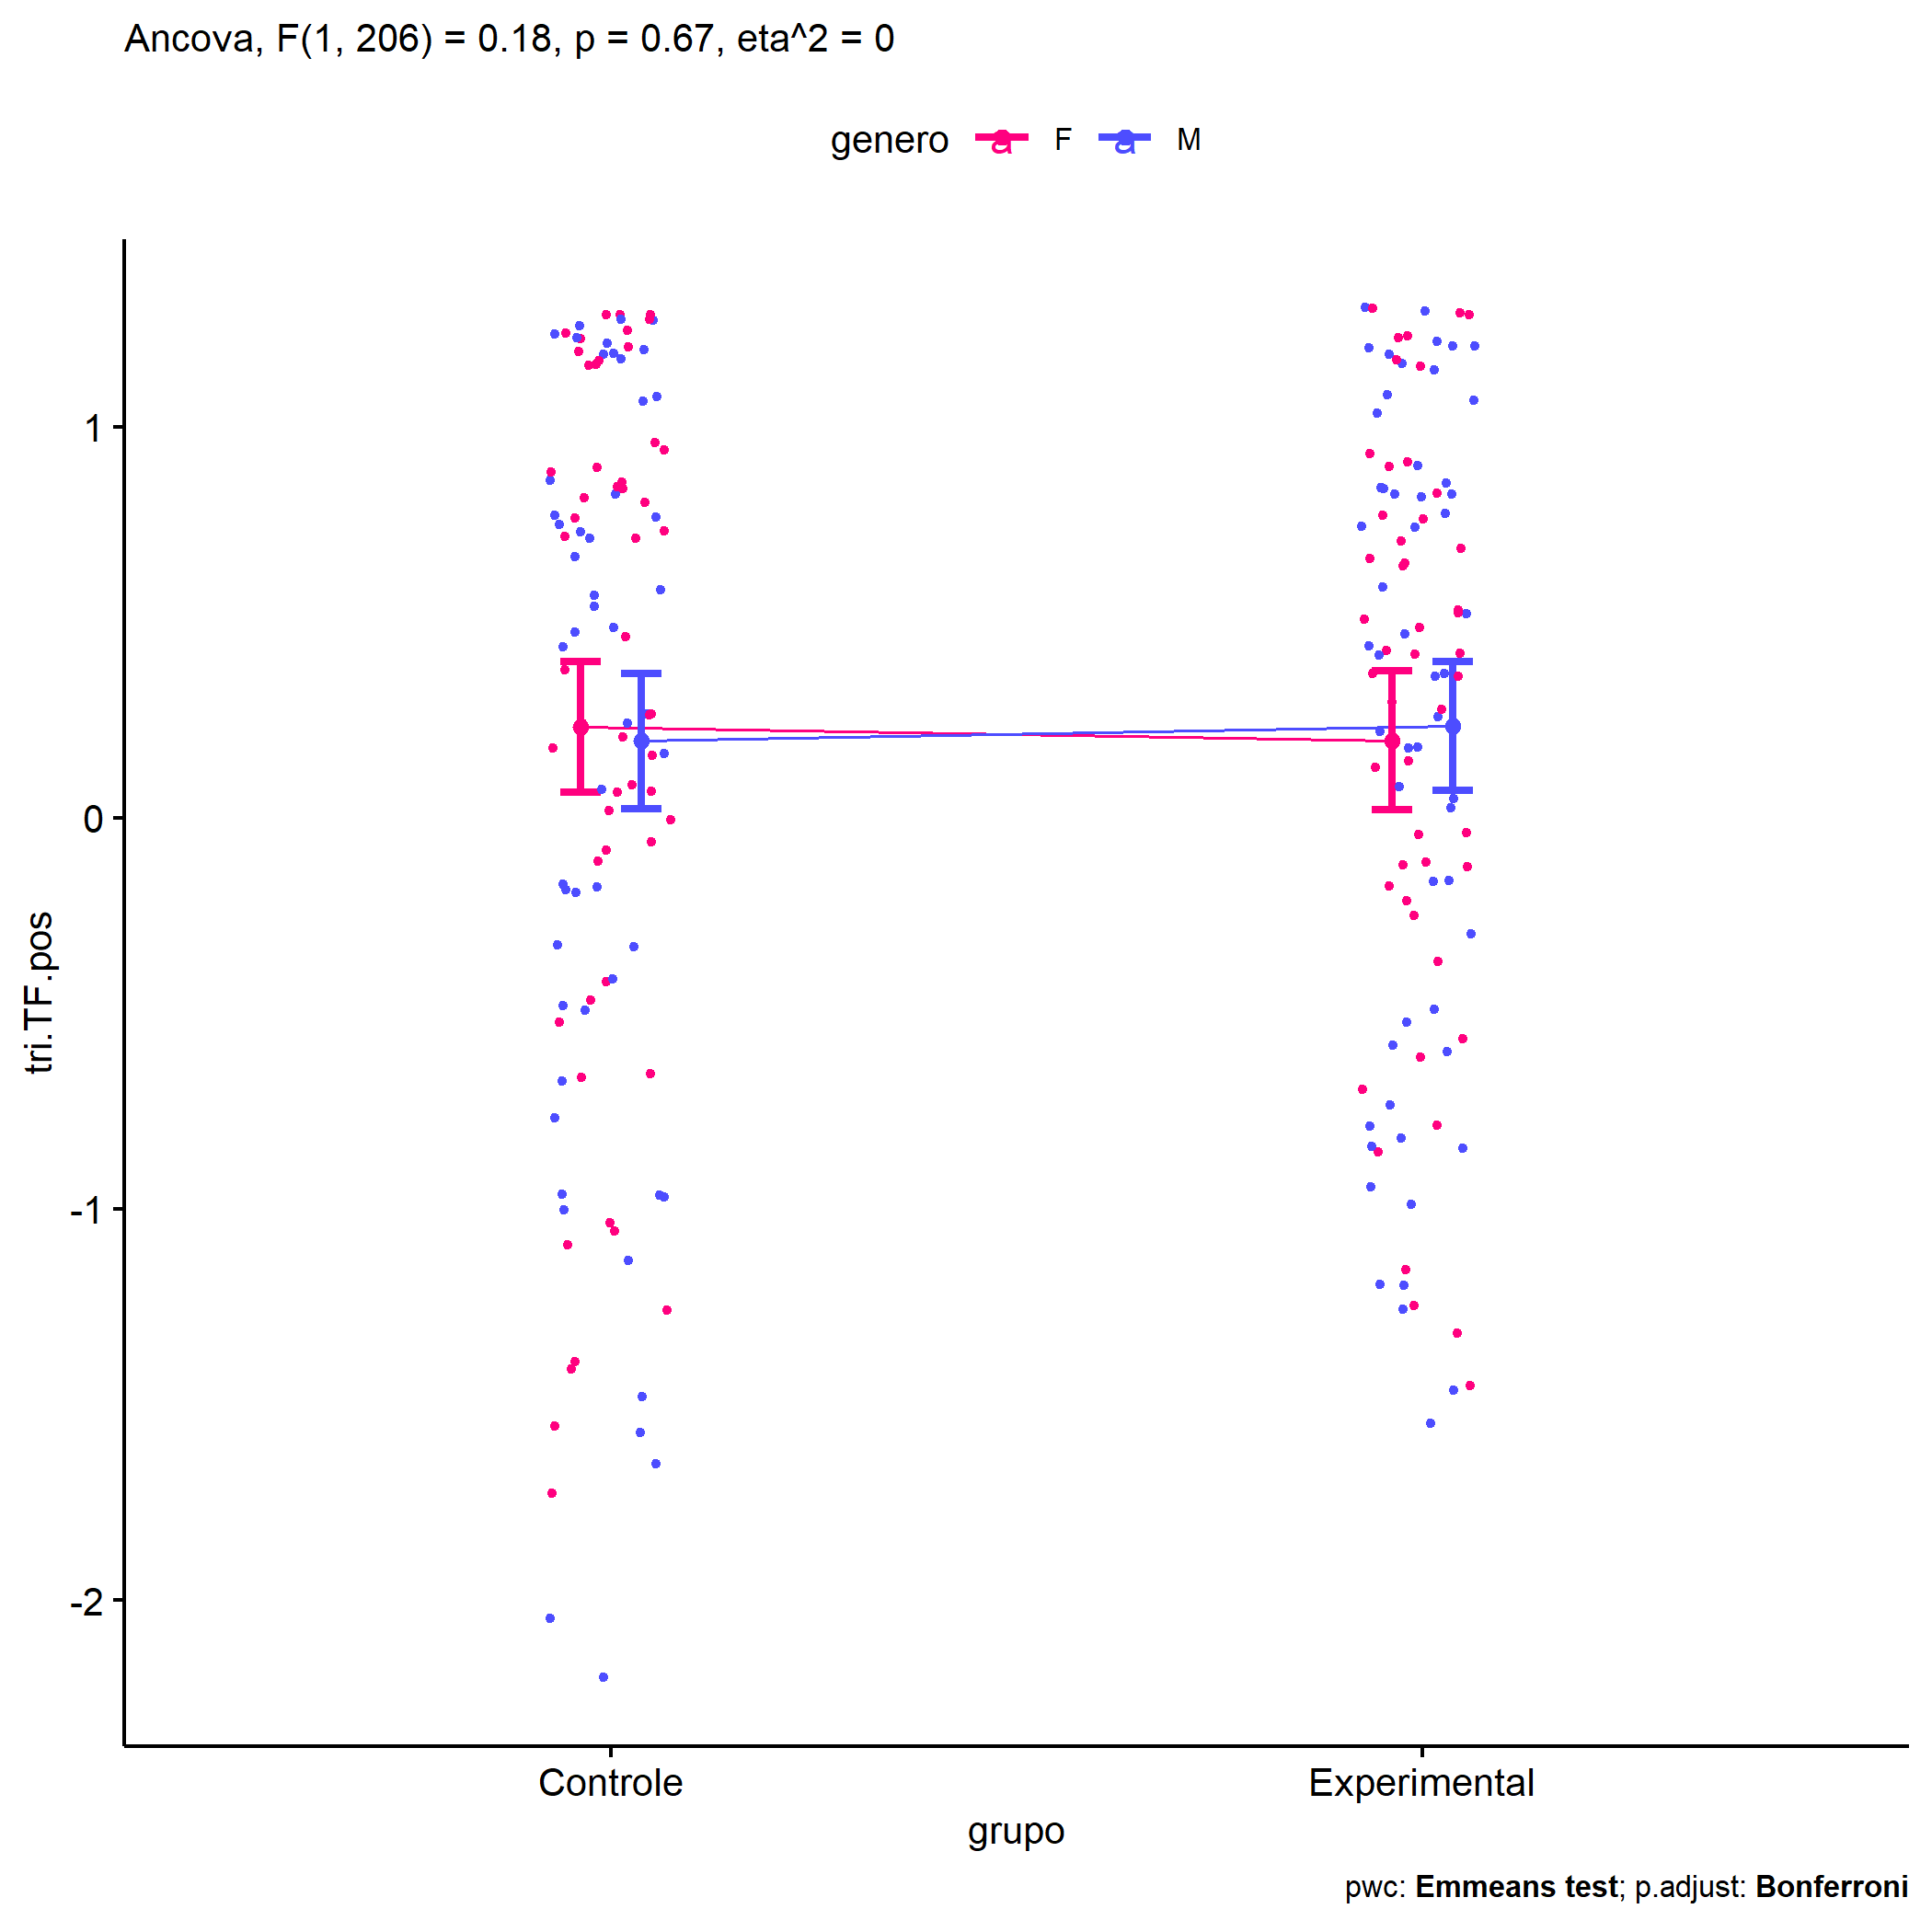 Ancova, F(1, 206) = 0.18, p = 0.67, eta^2 = 0
genero a F a M
1
0
-1
-2
tri.TF.pos
Controle Experimental
grupo
pwc: Emmeans test; p.adjust: Bonferroni